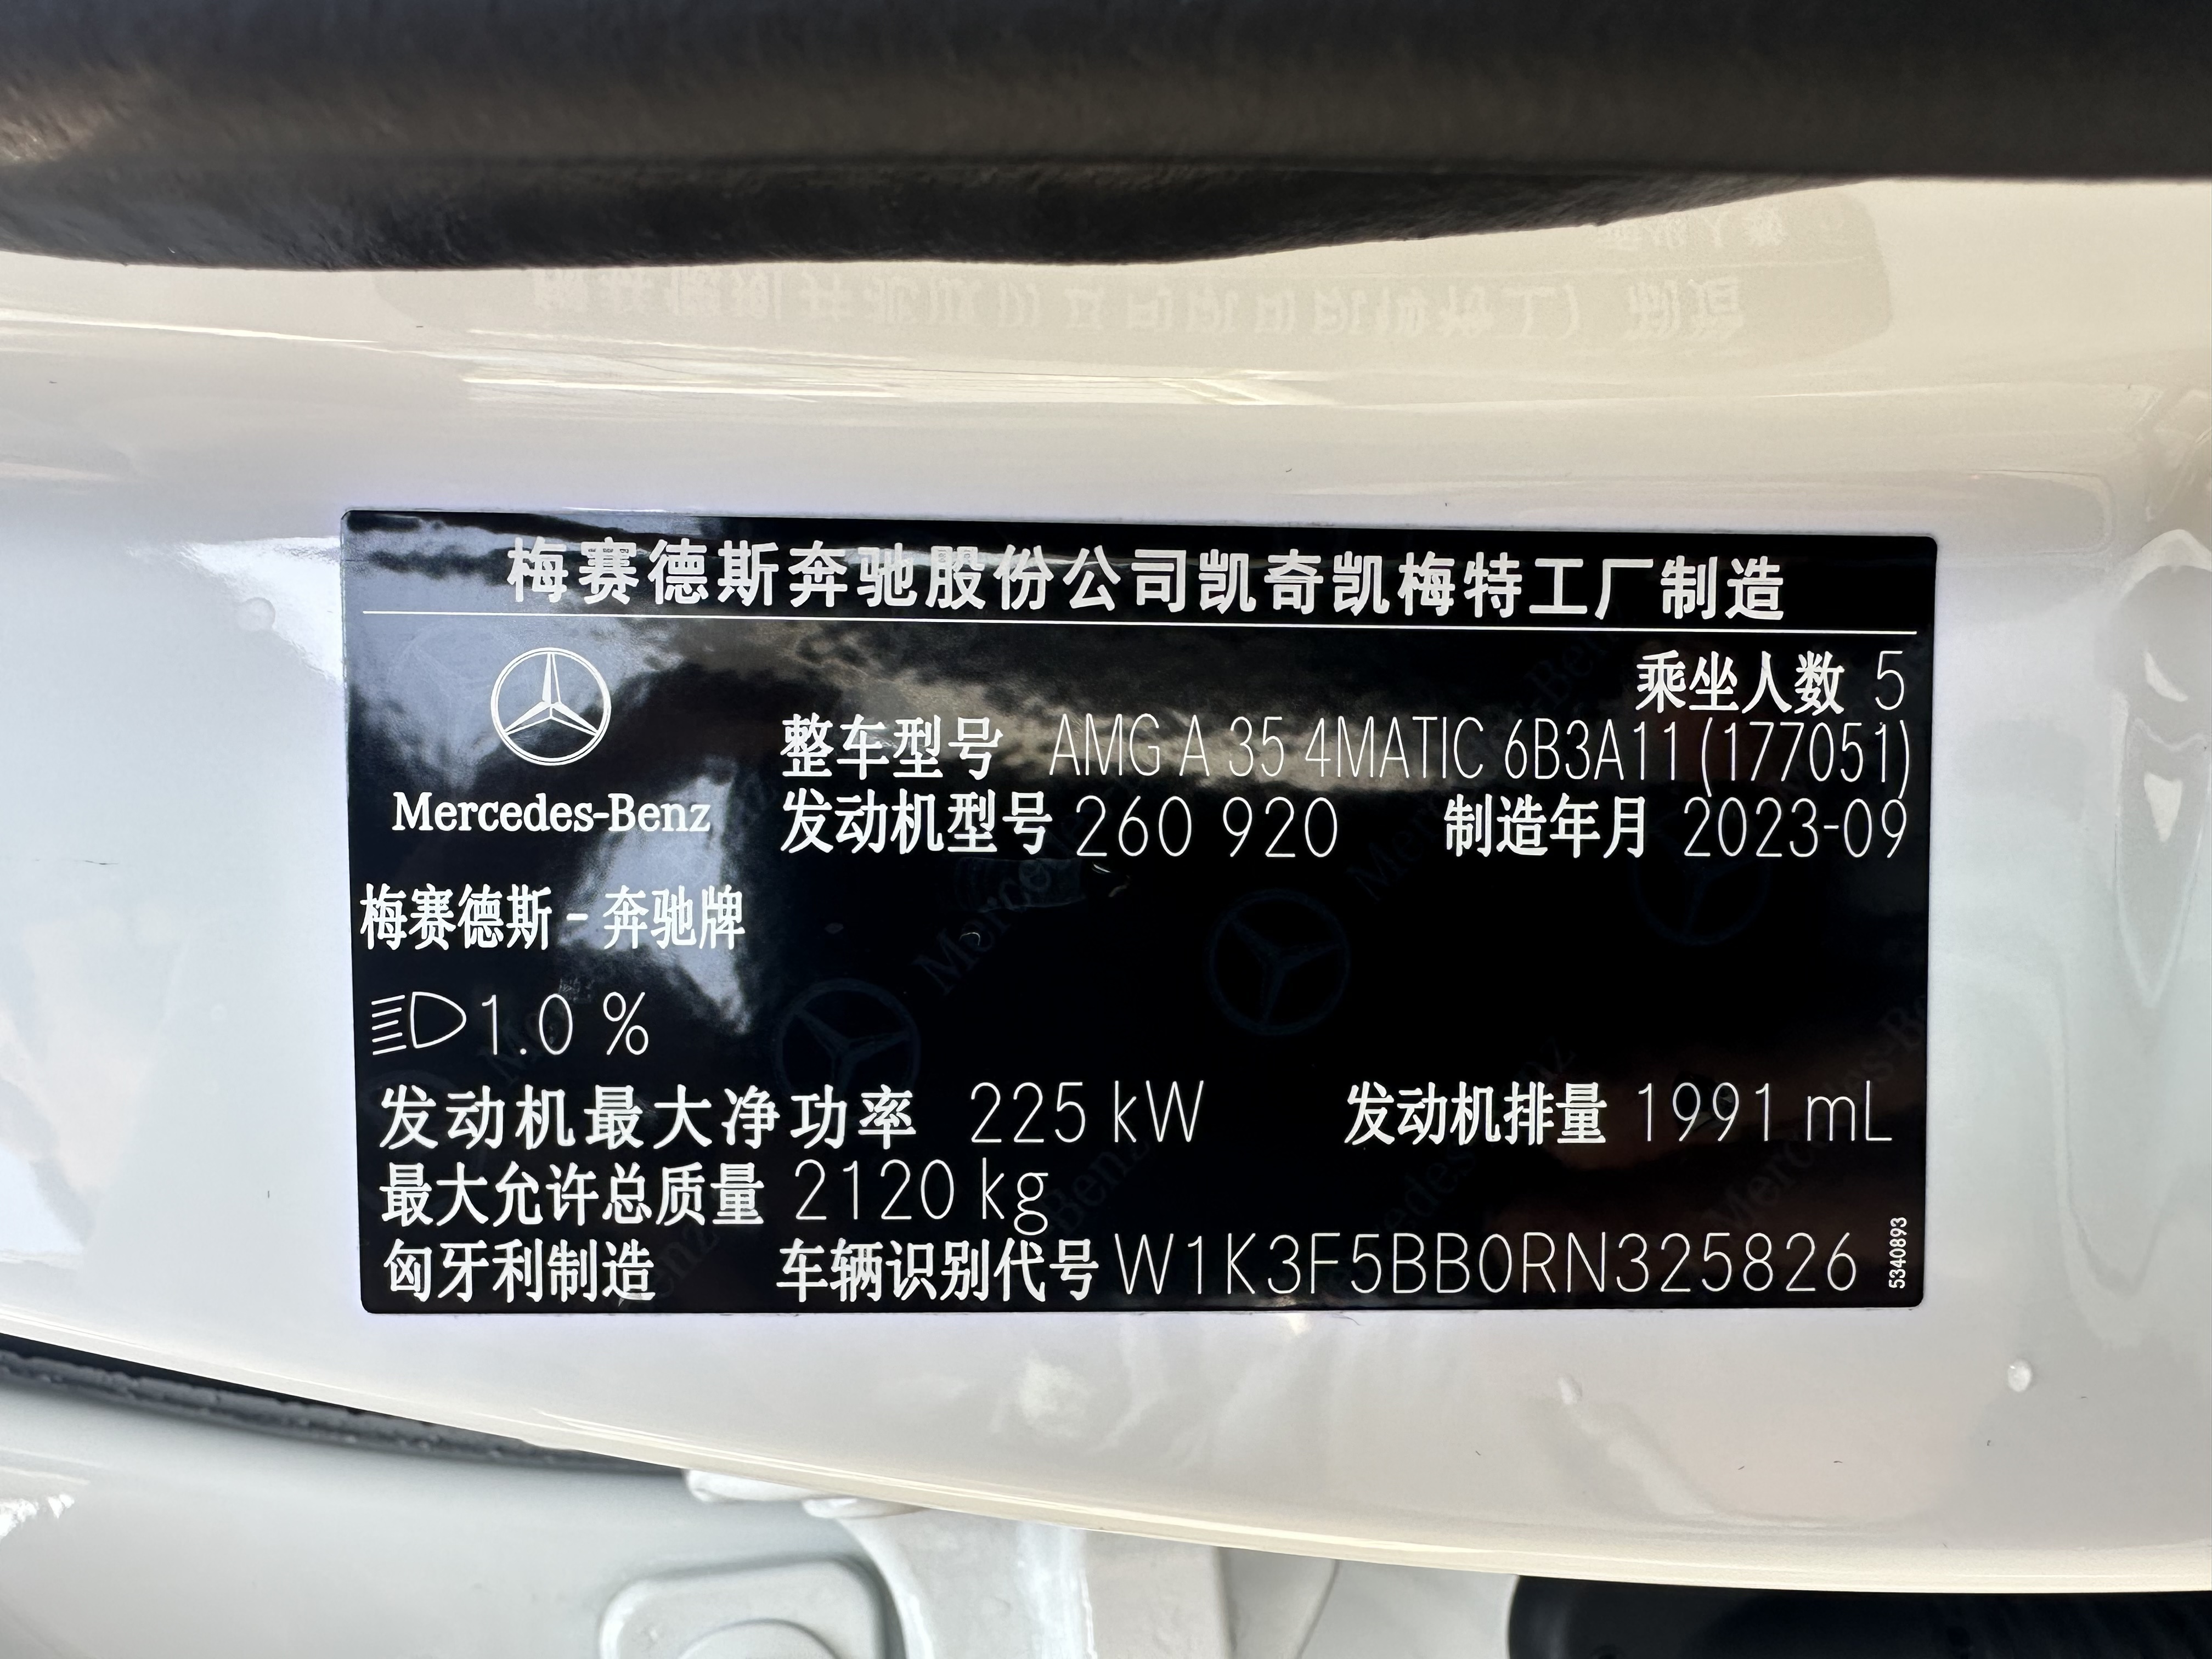 梅赛德斯奔驰股份公司凯奇凯梅特工厂制造
乘坐人数 5
整车型号 AMG A 35 4MATIC 6B3A11 (177051)
Mercedes-Benz
发动机型号 260 920 制造年月 2023-09
梅赛德斯-奔驰牌
1.0 %
发动机最大净功率 225 kW 发动机排量 1991 mL
最大允许总质量 2120 kg
匈牙利制造 车辆识别代号 W1K3F5BB0RN325826
5340893